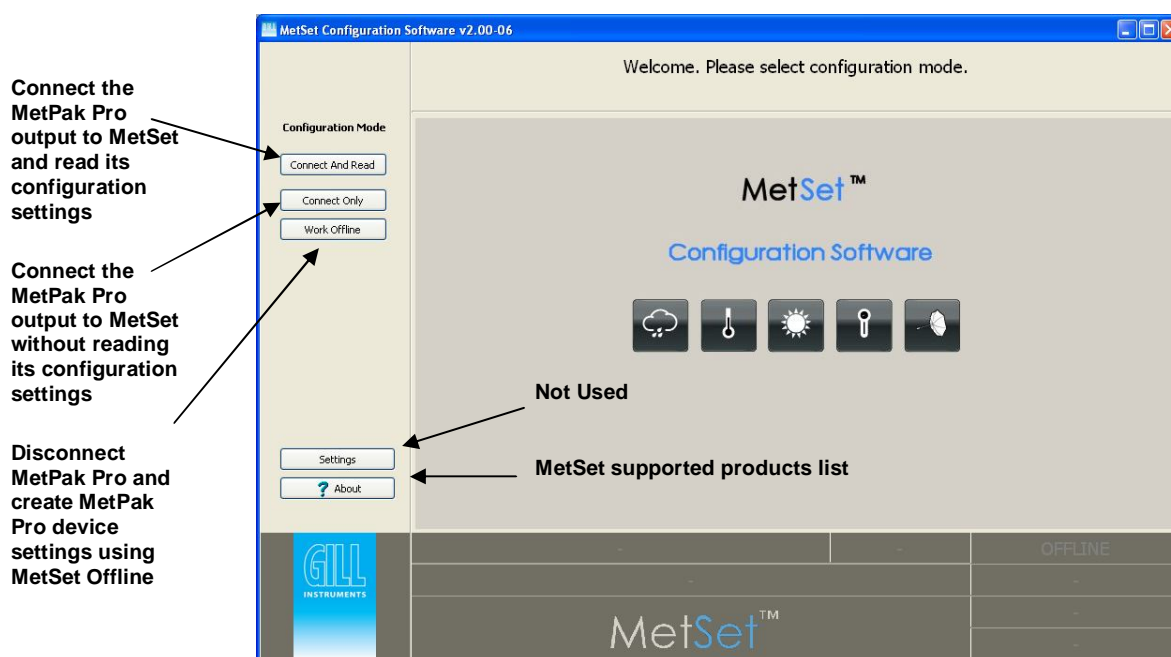 MetSet Configuration Software v2.00-06
Welcome. Please select configuration mode.
Connect the
MetPak Pro
output to MetSet
and read its
configuration
settings
Configuration Mode
Connect And Read
Connect Only
Work Offline
MetSet™
Configuration Software
Connect the
MetPak Pro
output to MetSet
without reading
its configuration
settings
Not Used
Disconnect
MetPak Pro and
create MetPak
Pro device
settings using
MetSet Offline
Settings
MetSet supported products list
? About
GILL
INSTRUMENTS
- - OFFLINE
- -
MetSet™ -
-